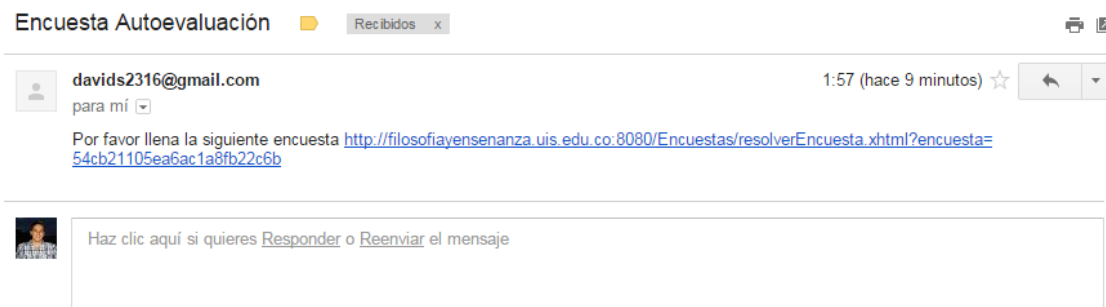 Encuesta Autoevaluación
Recibidos x
davids2316@gmail.com
1:57 (hace 9 minutos)
para mí
Por favor llena la siguiente encuesta http://filosofiayensenanza.uis.edu.co:8080/Encuestas/resolverEncuesta.xhtml?encuesta=
54cb21105ea6ac1a8fb22c6b
Haz clic aquí si quieres Responder o Reenviar el mensaje